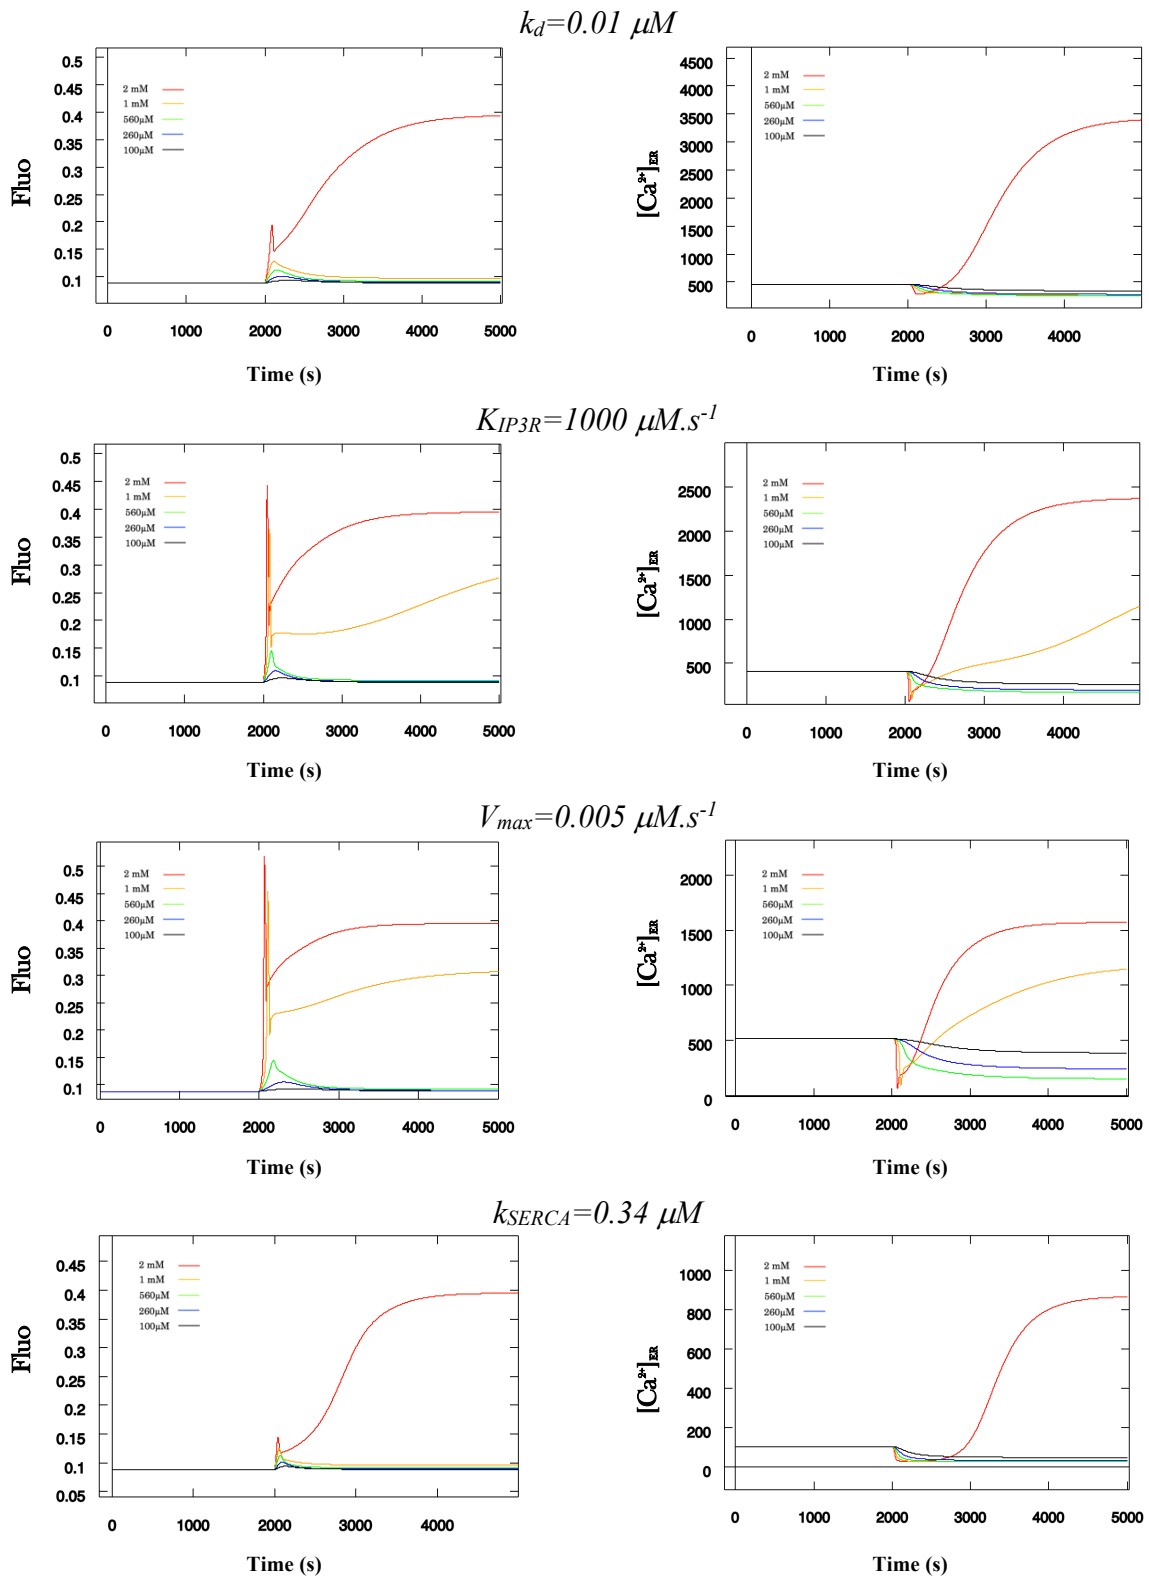 k_d=0.01 μM
0.5
0.45
0.4
0.35
0.3
0.25
0.2
0.15
0.1
2 mM
1 mM
560μM
260μM
100μM
Fluo
0 1000 2000 3000 4000 5000
Time (s)
4500
4000
3500
3000
2500
2000
1500
1000
500
2 mM
1 mM
560μM
260μM
100μM
[Ca²⁺]ER
0 1000 2000 3000 4000
Time (s)
K_IP3R=1000 μM.s⁻¹
0.5
0.45
0.4
0.35
0.3
0.25
0.2
0.15
0.1
2 mM
1 mM
560μM
260μM
100μM
Fluo
0 1000 2000 3000 4000 5000
Time (s)
2500
2000
1500
1000
500
2 mM
1 mM
560μM
260μM
100μM
[Ca²⁺]ER
0 1000 2000 3000 4000
Time (s)
V_max=0.005 μM.s⁻¹
0.5
0.45
0.4
0.35
0.3
0.25
0.2
0.15
0.1
2 mM
1 mM
560μM
260μM
100μM
Fluo
0 1000 2000 3000 4000 5000
Time (s)
2000
1500
1000
500
0
2 mM
1 mM
560μM
260μM
100μM
[Ca²⁺]ER
0 1000 2000 3000 4000 5000
Time (s)
k_SERCA=0.34 μM
0.45
0.4
0.35
0.3
0.25
0.2
0.15
0.1
0.05
2 mM
1 mM
560μM
260μM
100μM
Fluo
0 1000 2000 3000 4000
Time (s)
1000
800
600
400
200
0
2 mM
1 mM
560μM
260μM
100μM
[Ca²⁺]ER
0 1000 2000 3000 4000 5000
Time (s)